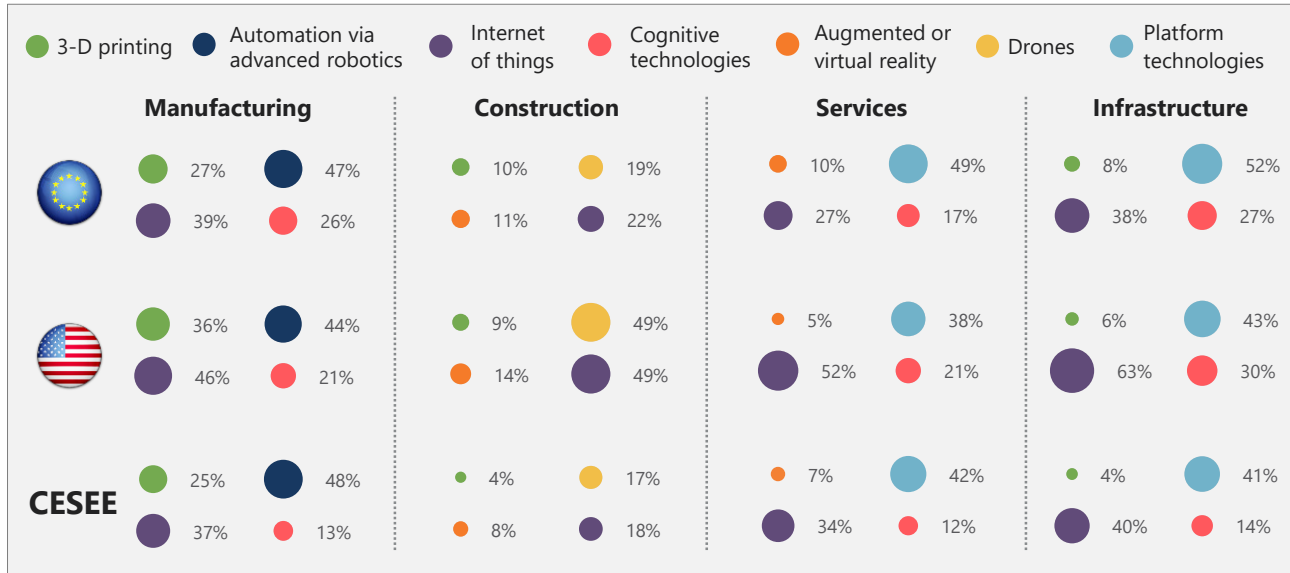 3-D printing
Automation via
advanced robotics
Internet
of things
Cognitive
technologies
Augmented or
virtual reality
Drones
Platform
technologies
Manufacturing
Construction
Services
Infrastructure
27% 47% 10% 19% 10% 49% 8% 52%
39% 26% 11% 22% 27% 17% 38% 27%
36% 44% 9% 49% 5% 38% 6% 43%
46% 21% 14% 49% 52% 21% 63% 30%
CESEE
25% 48% 4% 17% 7% 42% 4% 41%
37% 13% 8% 18% 34% 12% 40% 14%